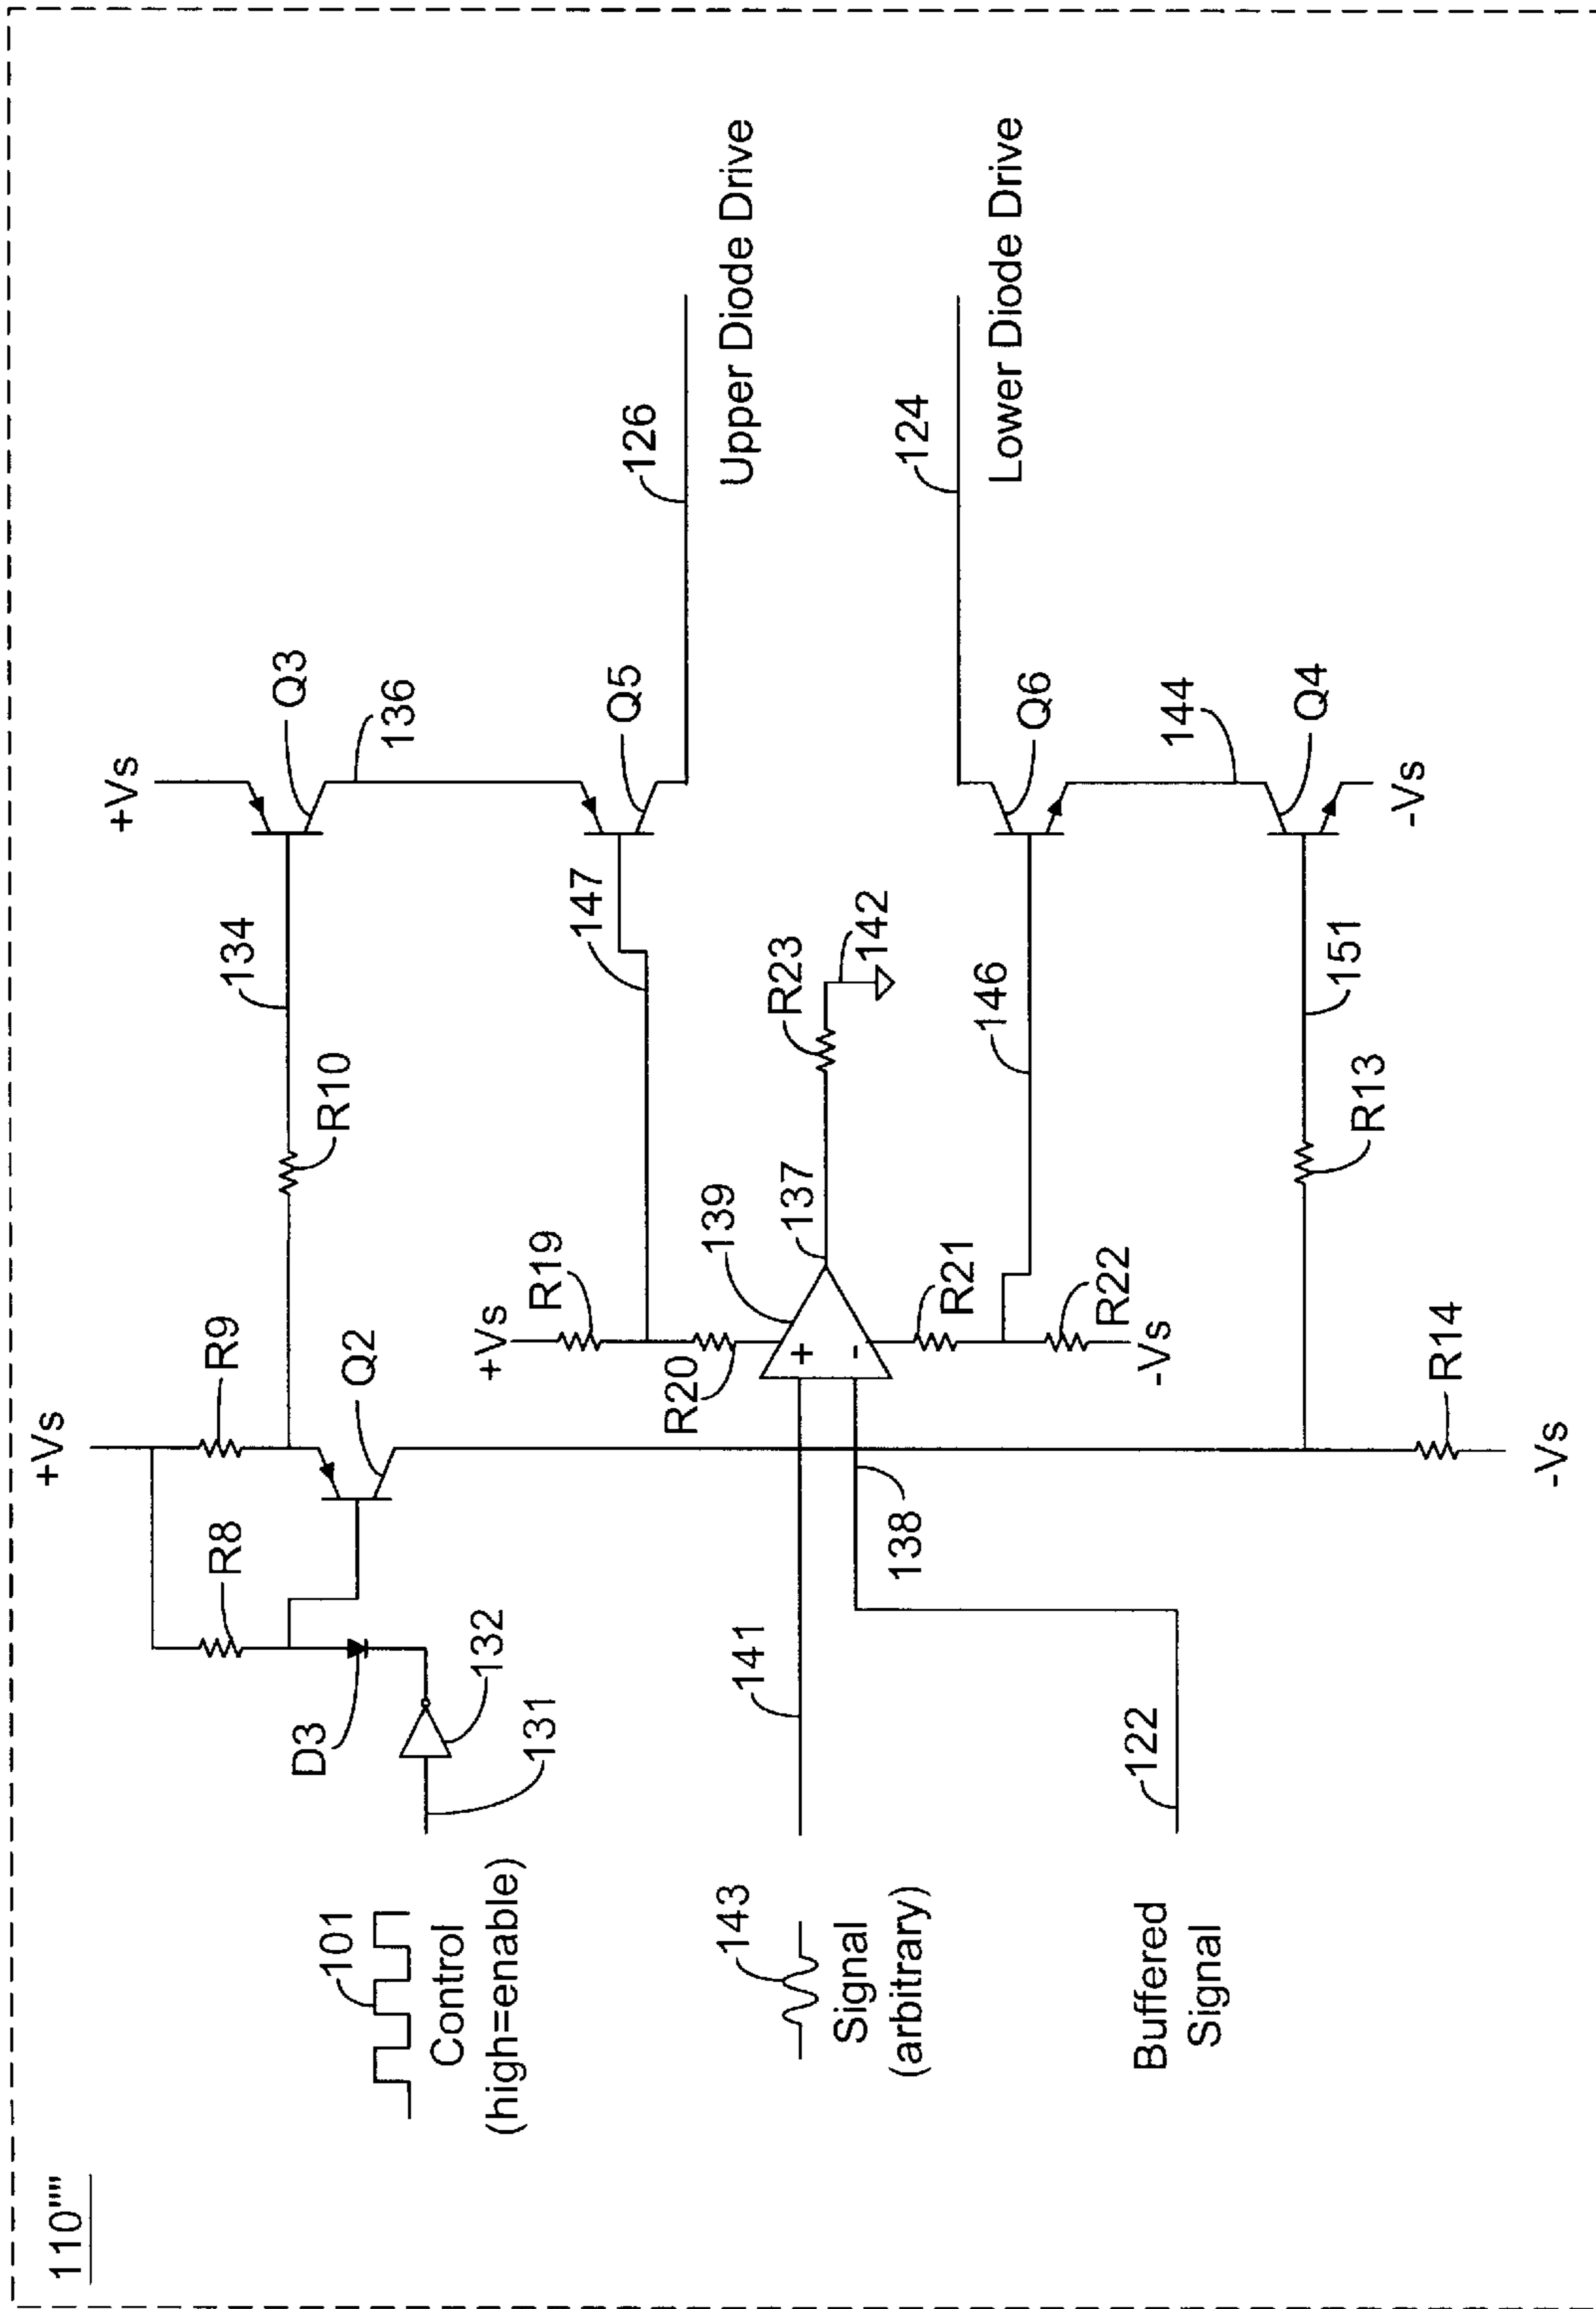 110''''
+Vs
R8
R9
Q2
D3
132
131
101
Control
(high=enable)
R10
134
+Vs
Q3
136
+Vs
R19
R20
147
Q5
126
Upper Diode Drive
139
137
R23
142
143
Signal
(arbitrary)
141
+
-
138
R21
R22
-Vs
146
Q6
124
Lower Diode Drive
144
Q4
-Vs
151
R13
R14
-Vs
122
Buffered
Signal